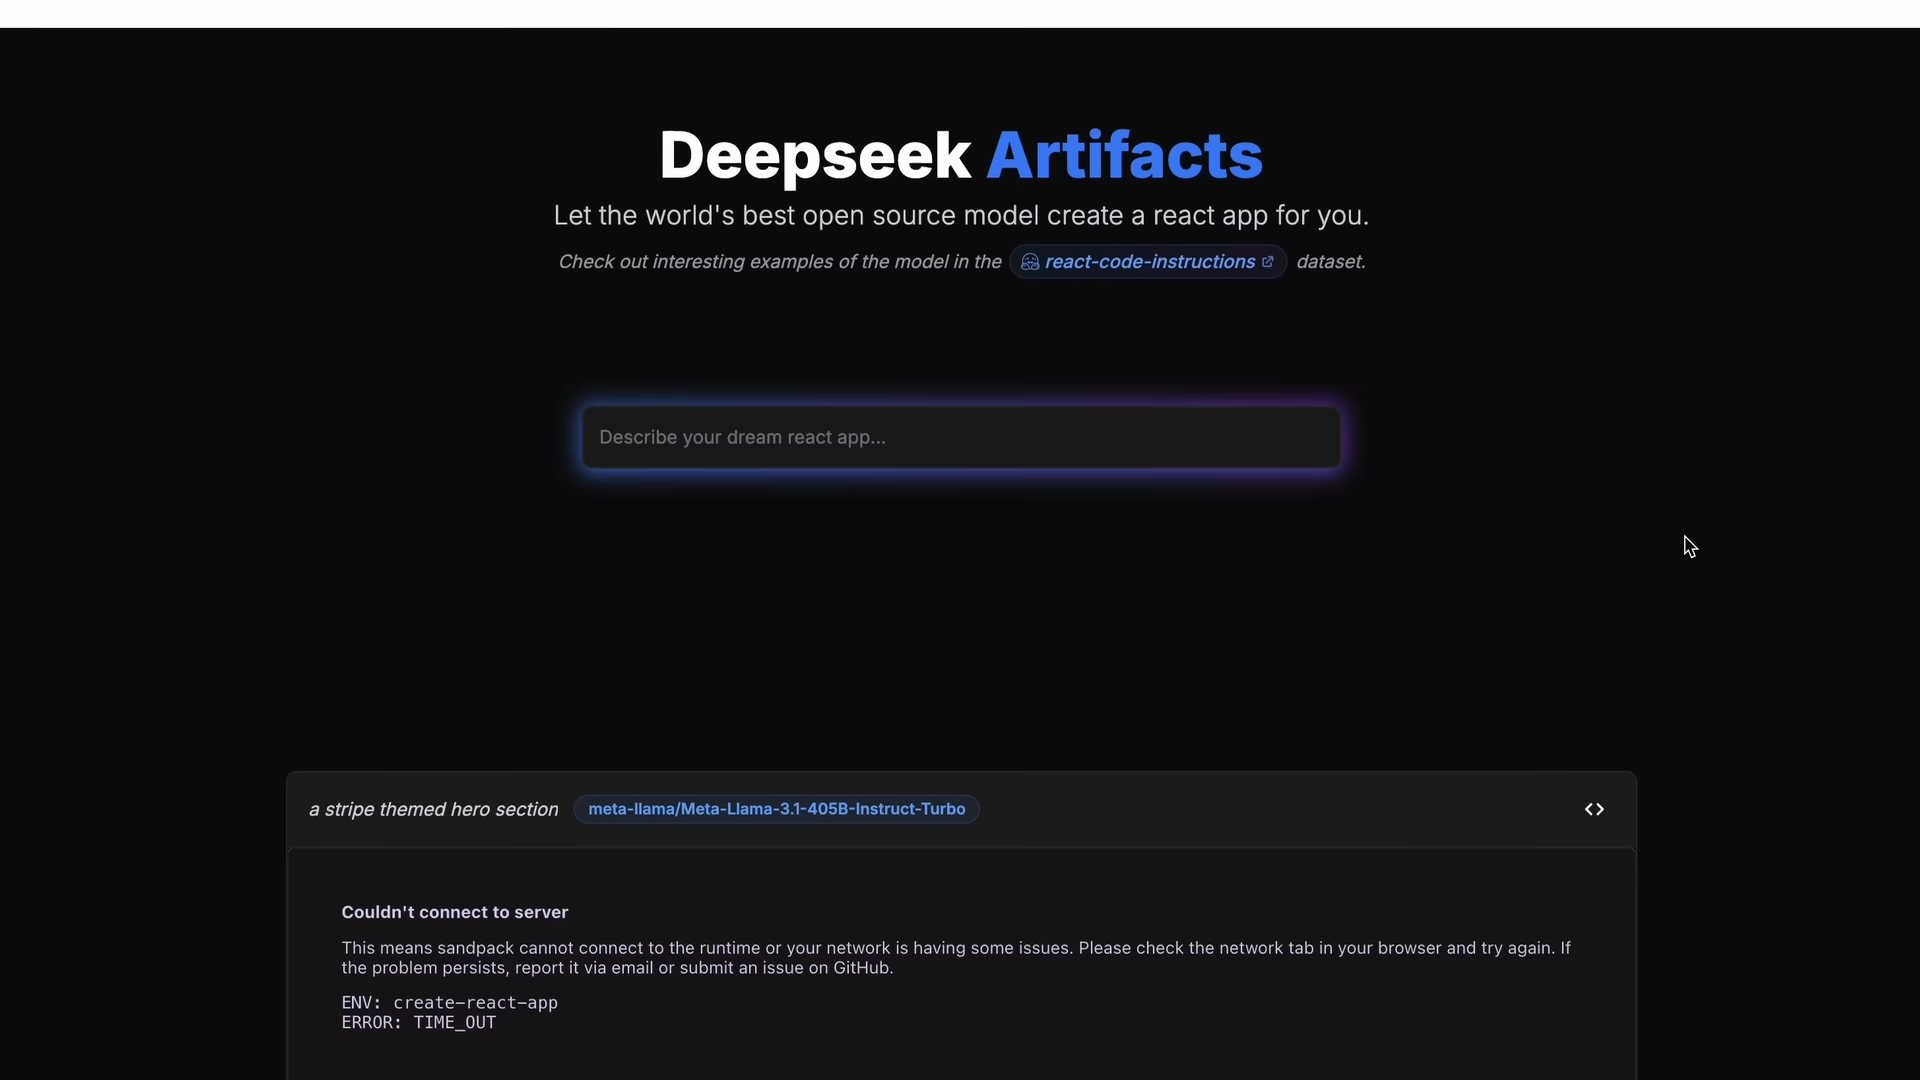 Deepseek Artifacts
Let the world's best open source model create a react app for you.
Check out interesting examples of the model in the react-code-instructions dataset.
Describe your dream react app...
a stripe themed hero section meta-llama/Meta-Llama-3.1-405B-Instruct-Turbo <>
Couldn't connect to server
This means sandpack cannot connect to the runtime or your network is having some issues. Please check the network tab in your browser and try again. If
the problem persists, report it via email or submit an issue on GitHub.
ENV: create-react-app
ERROR: TIME_OUT